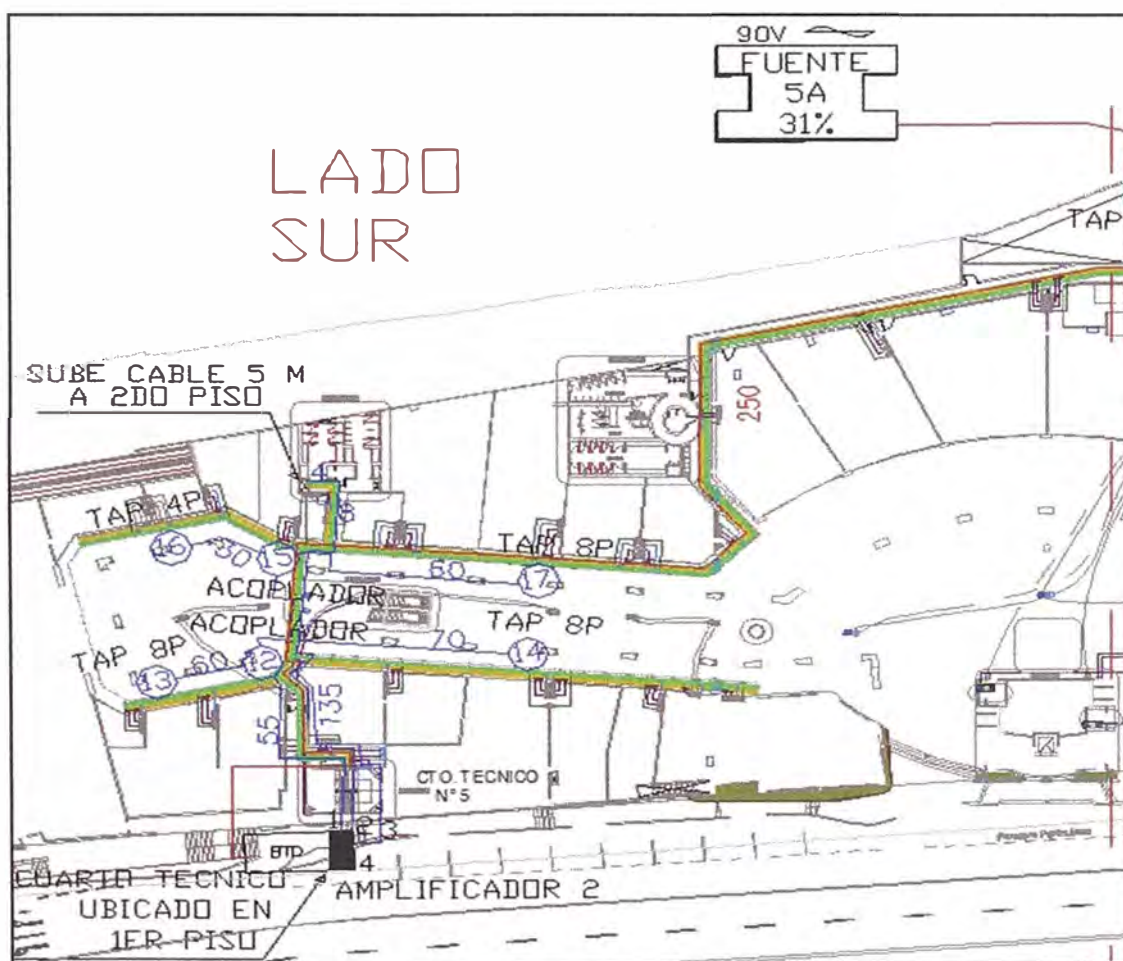 90V
FUENTE
5A
31%
LADO
SUR
TAP
SUBE CABLE 5 M
A 2DO PISO
250
4
TAP 4P
16
30
15
TAP 8P
60
17
ACOPLADOR
ACOPLADOR
TAP 8P
70
14
TAP 8P
60
12
13
55
135
CTO. TECNICO
N°5
BTD
4
CUARTO TECNICO
UBICADO EN
1ER PISO
AMPLIFICADOR 2